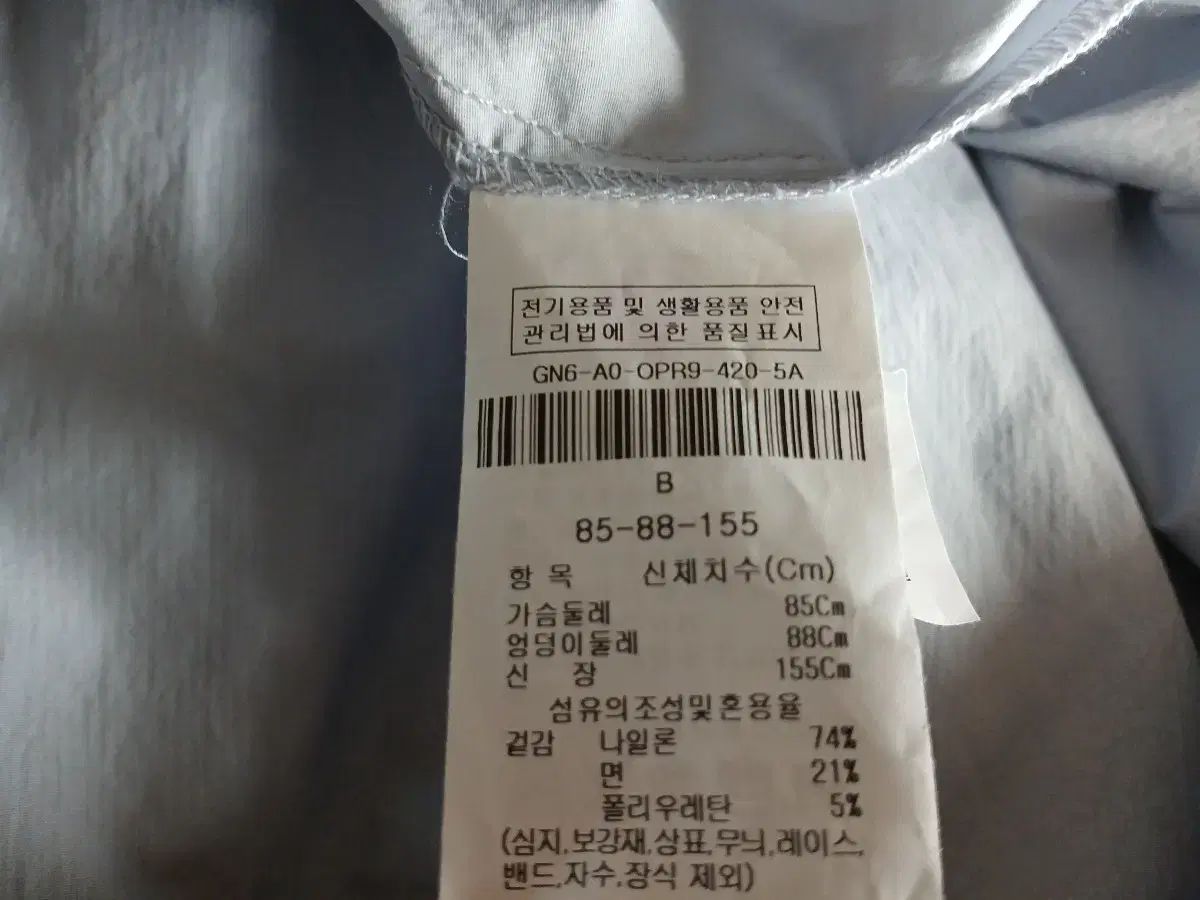 전기용품 및 생활용품 안전
관리법에 의한 품질표시
GN6-A0-OPR9-420-5A
B
85-88-155
항 목 신체치수(Cm)
가슴둘레 85Cm
엉덩이둘레 88Cm
신 장 155Cm
섬유의조성및혼용율
겉감 나일론 74%
면 21%
폴리우레탄 5%
(심지,보강재,상표,무늬,레이스,
밴드,자수,장식 제외)